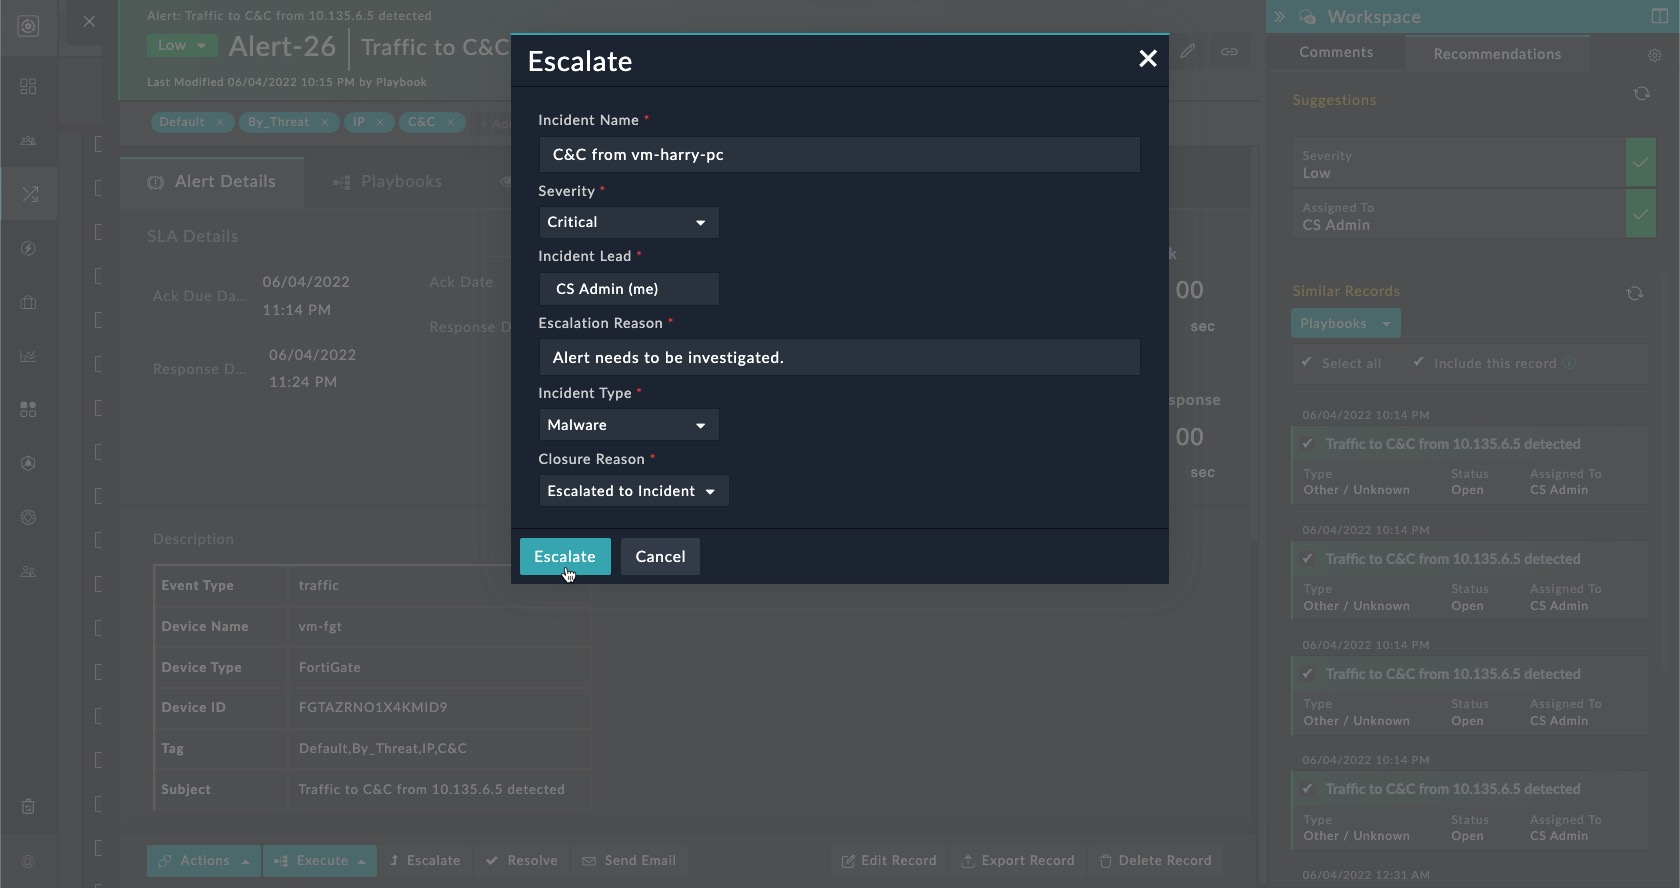 Alert: Traffic to C&C from 10.135.6.5 detected
Low
Alert-26
Traffic to C&C
Last Modified 06/04/2022 10:15 PM by Playbook
Default
By_Threat
IP
C&C
Alert Details
Playbooks
SLA Details
Ack Due Da...
06/04/2022
11:14 PM
Ack Date
Response D...
06/04/2022
11:24 PM
Response D
00
sec
00
sec
Description
Event Type traffic
Device Name vm-fgt
Device Type FortiGate
Device ID FGTAZRNO1X4KMID9
Tag Default,By_Threat,IP,C&C
Subject Traffic to C&C from 10.135.6.5 detected
Actions
Execute
Escalate
Resolve
Send Email
Edit Record
Export Record
Delete Record
Escalate
Incident Name *
C&C from vm-harry-pc
Severity *
Critical
Incident Lead *
CS Admin (me)
Escalation Reason *
Alert needs to be investigated.
Incident Type *
Malware
Closure Reason *
Escalated to Incident
Escalate
Cancel
Workspace
Comments
Recommendations
Suggestions
Severity
Low
Assigned To
CS Admin
Similar Records
Playbooks
Select all
Include this record
06/04/2022 10:14 PM
Traffic to C&C from 10.135.6.5 detected
Type Status Assigned To
Other / Unknown Open CS Admin
06/04/2022 10:14 PM
Traffic to C&C from 10.135.6.5 detected
Type Status Assigned To
Other / Unknown Open CS Admin
06/04/2022 10:14 PM
Traffic to C&C from 10.135.6.5 detected
Type Status Assigned To
Other / Unknown Open CS Admin
06/04/2022 10:14 PM
Traffic to C&C from 10.135.6.5 detected
Type Status Assigned To
Other / Unknown Open CS Admin
06/04/2022 12:31 AM